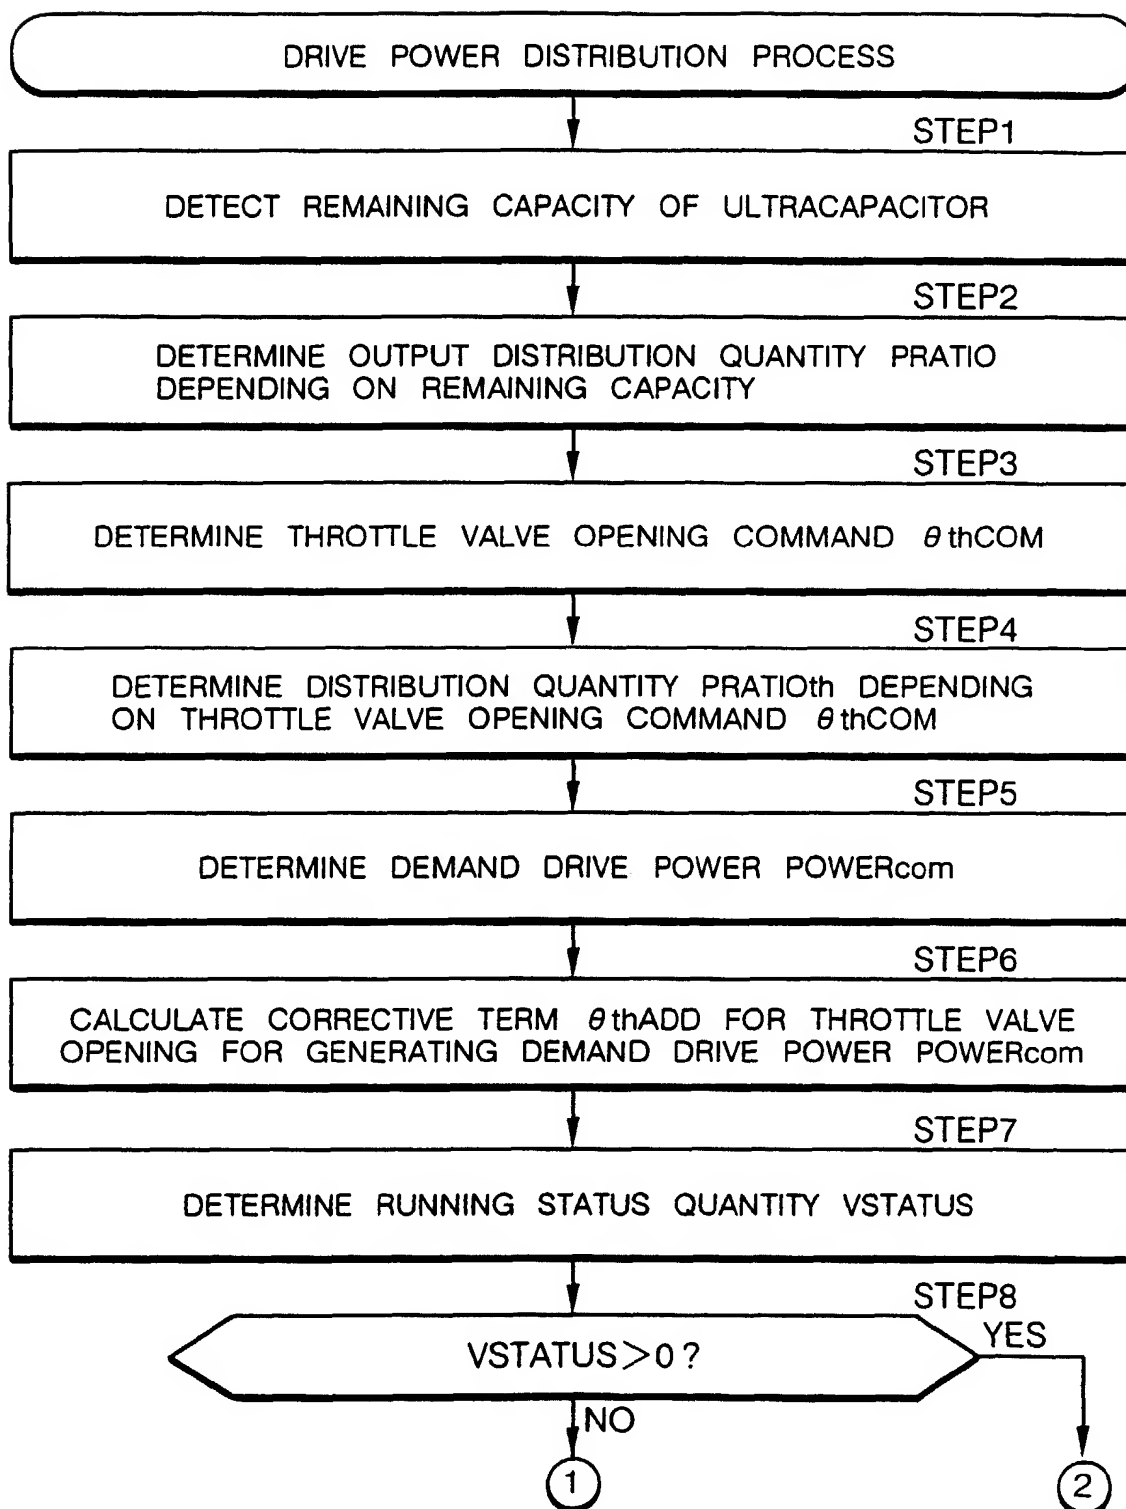 DRIVE POWER DISTRIBUTION PROCESS
STEP1
DETECT REMAINING CAPACITY OF ULTRACAPACITOR
STEP2
DETERMINE OUTPUT DISTRIBUTION QUANTITY PRATIO
DEPENDING ON REMAINING CAPACITY
STEP3
DETERMINE THROTTLE VALVE OPENING COMMAND θthCOM
STEP4
DETERMINE DISTRIBUTION QUANTITY PRATIOth DEPENDING
ON THROTTLE VALVE OPENING COMMAND θthCOM
STEP5
DETERMINE DEMAND DRIVE POWER POWERcom
STEP6
CALCULATE CORRECTIVE TERM θthADD FOR THROTTLE VALVE
OPENING FOR GENERATING DEMAND DRIVE POWER POWERcom
STEP7
DETERMINE RUNNING STATUS QUANTITY VSTATUS
STEP8
VSTATUS>0?
YES
NO
1
2